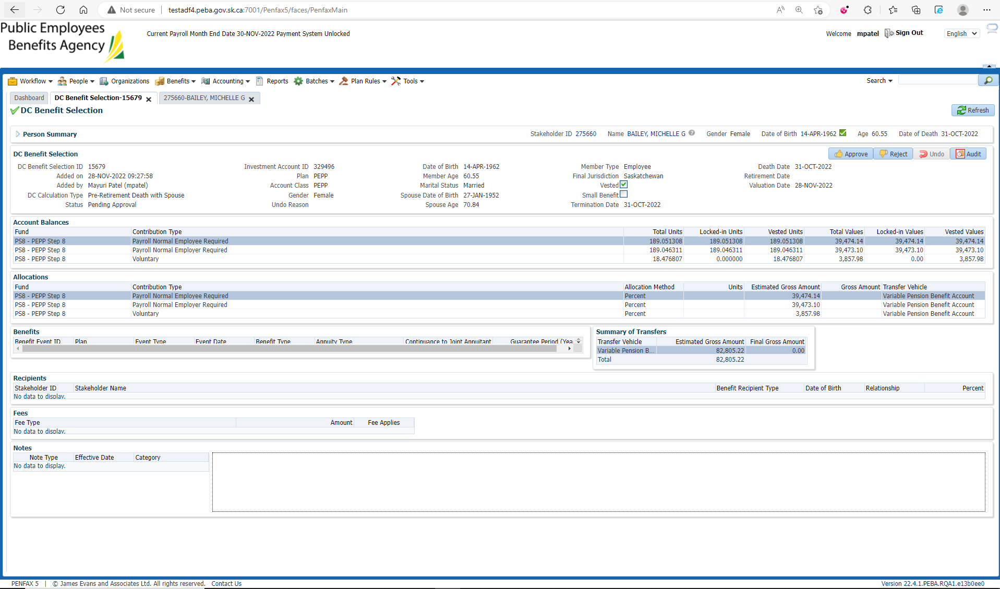 Not secure | testadf4.peba.gov.sk.ca:7001/Penfax5/faces/PenfaxMain
Public Employees
Benefits Agency
Current Payroll Month End Date 30-NOV-2022 Payment System Unlocked
Welcome mpatel Sign Out English
Workflow People Organizations Benefits Accounting Reports Batches Plan Rules Tools Search
Dashboard DC Benefit Selection-15679 275660-BAILEY, MICHELLE G
DC Benefit Selection Refresh
Person Summary Stakeholder ID 275660 Name BAILEY, MICHELLE G Gender Female Date of Birth 14-APR-1962 Age 60.55 Date of Death 31-OCT-2022
DC Benefit Selection Approve Reject Undo Audit
DC Benefit Selection ID 15679 Investment Account ID 329496 Date of Birth 14-APR-1962 Member Type Employee Death Date 31-OCT-2022
Added on 28-NOV-2022 09:27:58 Plan PEPP Member Age 60.55 Final Jurisdiction Saskatchewan Retirement Date
Added by Mayuri Patel (mpatel) Account Class PEPP Marital Status Married Vested Valuation Date 28-NOV-2022
DC Calculation Type Pre-Retirement Death with Spouse Gender Female Spouse Date of Birth 27-JAN-1952 Small Benefit
Status Pending Approval Undo Reason Spouse Age 70.84 Termination Date 31-OCT-2022
Account Balances
Fund Contribution Type Total Units Locked-in Units Vested Units Total Values Locked-in Values Vested Values
PS8 - PEPP Step 8 Payroll Normal Employee Required 189.051308 189.051308 189.051308 39,474.14 39,474.14 39,474.14
PS8 - PEPP Step 8 Payroll Normal Employer Required 189.046311 189.046311 189.046311 39,473.10 39,473.10 39,473.10
PS8 - PEPP Step 8 Voluntary 18.476807 0.000000 18.476807 3,857.98 0.00 3,857.98
Allocations
Fund Contribution Type Allocation Method Units Estimated Gross Amount Gross Amount Transfer Vehicle
PS8 - PEPP Step 8 Payroll Normal Employee Required Percent 39,474.14 Variable Pension Benefit Account
PS8 - PEPP Step 8 Payroll Normal Employer Required Percent 39,473.10 Variable Pension Benefit Account
PS8 - PEPP Step 8 Voluntary Percent 3,857.98 Variable Pension Benefit Account
Benefits
Benefit Event ID Plan Event Type Event Date Benefit Type Annuity Type Continuance to Joint Annuitant Guarantee Period (Yea
Summary of Transfers
Transfer Vehicle Estimated Gross Amount Final Gross Amount
Variable Pension B... 82,805.22 0.00
Total 82,805.22
Recipients
Stakeholder ID Stakeholder Name Benefit Recipient Type Date of Birth Relationship Percent
No data to display.
Fees
Fee Type Amount Fee Applies
No data to display.
Notes
Note Type Effective Date Category
No data to display.
PENFAX 5 | © James Evans and Associates Ltd. All rights reserved. Contact Us Version 22.4.1.PEBA.RQA1.e13b0ee0